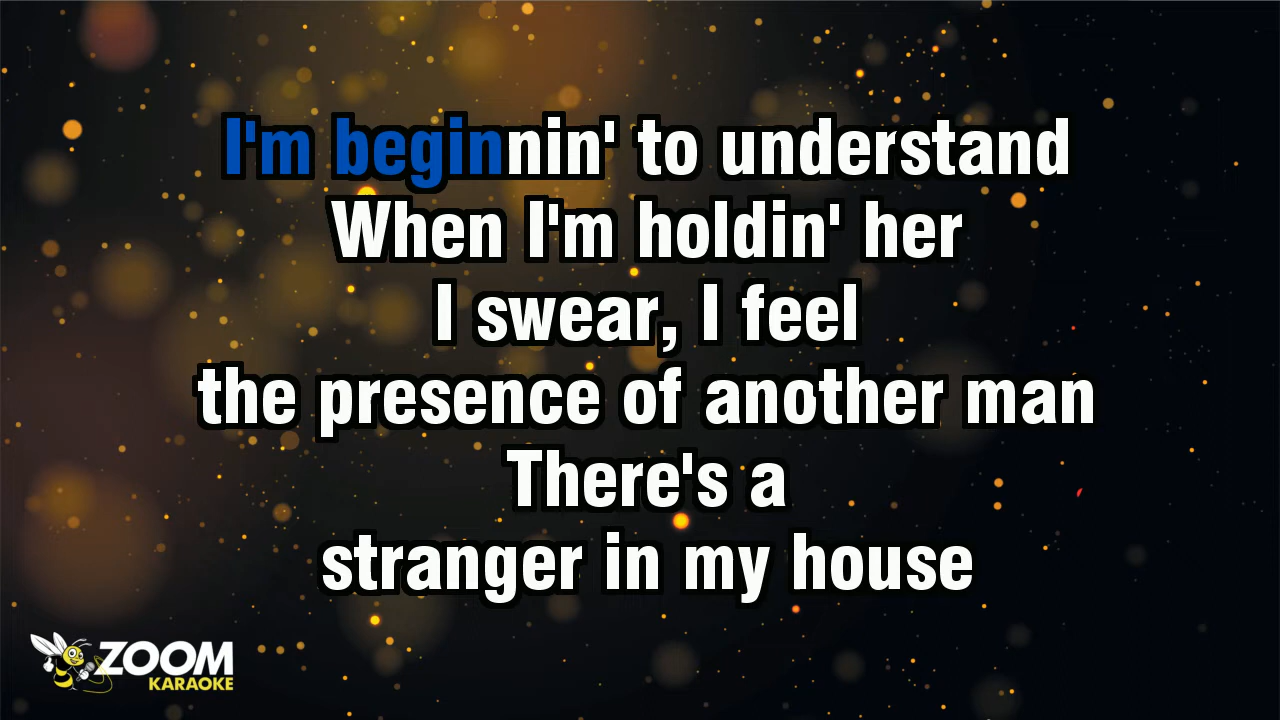 I'm beginnin' to understand
When I'm holdin' her
I swear, I feel
the presence of another man
There's a
stranger in my house
ZOOM
KARAOKE